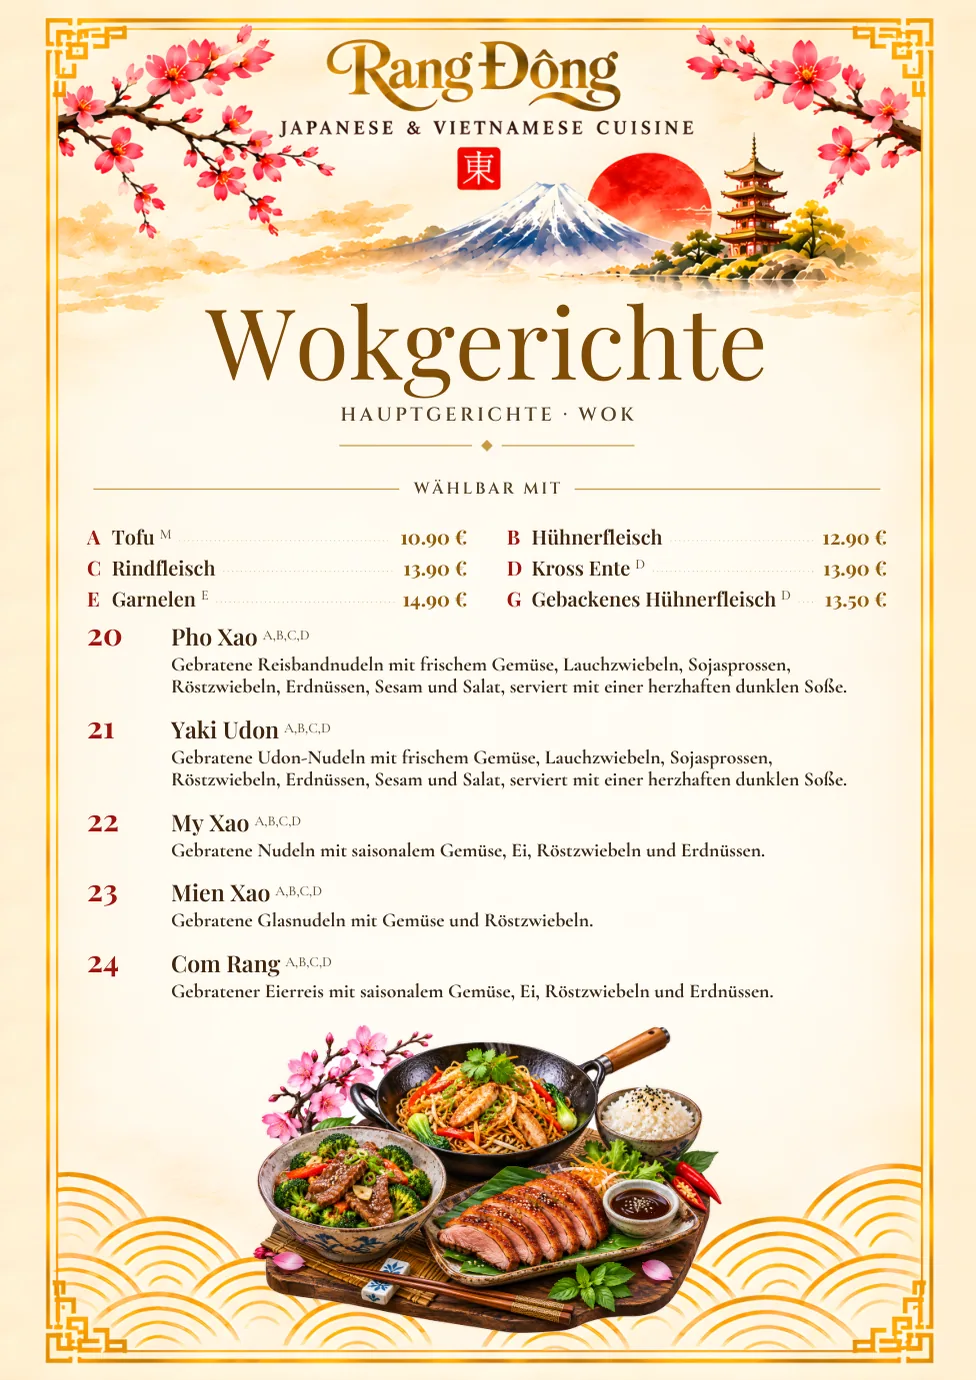 Rang Đông
JAPANESE & VIETNAMESE CUISINE
東
Wokgerichte
HAUPTGERICHTE · WOK
WÄHLBAR MIT
A Tofu M 10.90 €
B Hühnerfleisch 12.90 €
C Rindfleisch 13.90 €
D Kross Ente D 13.90 €
E Garnelen E 14.90 €
G Gebackenes Hühnerfleisch D 13.50 €
20 Pho Xao A,B,C,D
Gebratene Reisbandnudeln mit frischem Gemüse, Lauchzwiebeln, Sojasprossen,
Röstzwiebeln, Erdnüssen, Sesam und Salat, serviert mit einer herzhaften dunklen Soße.
21 Yaki Udon A,B,C,D
Gebratene Udon-Nudeln mit frischem Gemüse, Lauchzwiebeln, Sojasprossen,
Röstzwiebeln, Erdnüssen, Sesam und Salat, serviert mit einer herzhaften dunklen Soße.
22 My Xao A,B,C,D
Gebratene Nudeln mit saisonalem Gemüse, Ei, Röstzwiebeln und Erdnüssen.
23 Mien Xao A,B,C,D
Gebratene Glasnudeln mit Gemüse und Röstzwiebeln.
24 Com Rang A,B,C,D
Gebratener Eierreis mit saisonalem Gemüse, Ei, Röstzwiebeln und Erdnüssen.